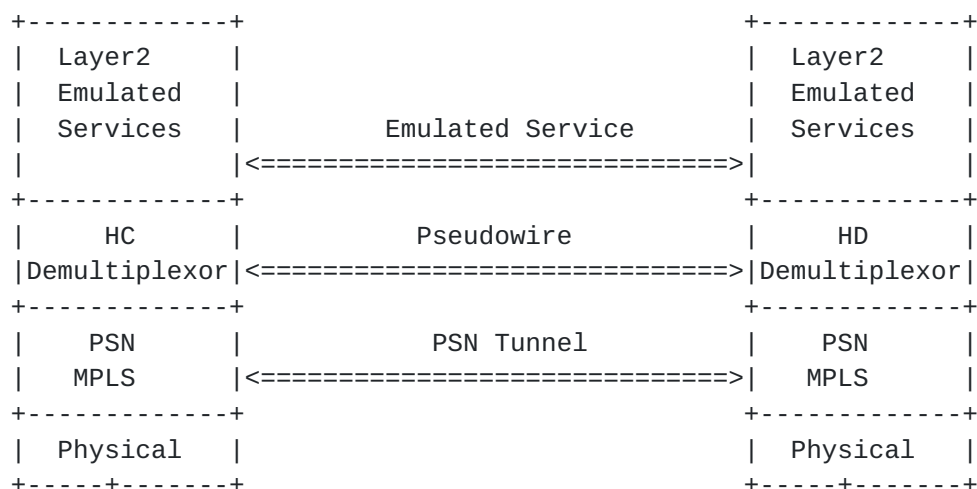 +-------------+                                +-------------+
|  Layer2     |                                |  Layer2     |
|  Emulated   |                                |  Emulated   |
|  Services   |         Emulated Service       |  Services   |
|             |<==============================>|             |
+-------------+                                +-------------+
|     HC      |           Pseudowire           |     HD      |
|Demultiplexor|<==============================>|Demultiplexor|
+-------------+                                +-------------+
|    PSN      |            PSN Tunnel          |    PSN      |
|   MPLS      |<==============================>|   MPLS      |
+-------------+                                +-------------+
|  Physical   |                                |  Physical   |
+-----+-------+                                +-----+-------+